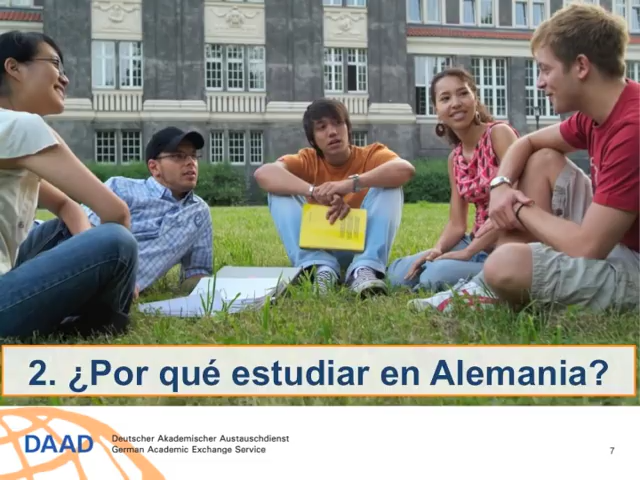 2. ¿Por qué estudiar en Alemania?
DAAD
Deutscher Akademischer Austauschdienst
German Academic Exchange Service
7